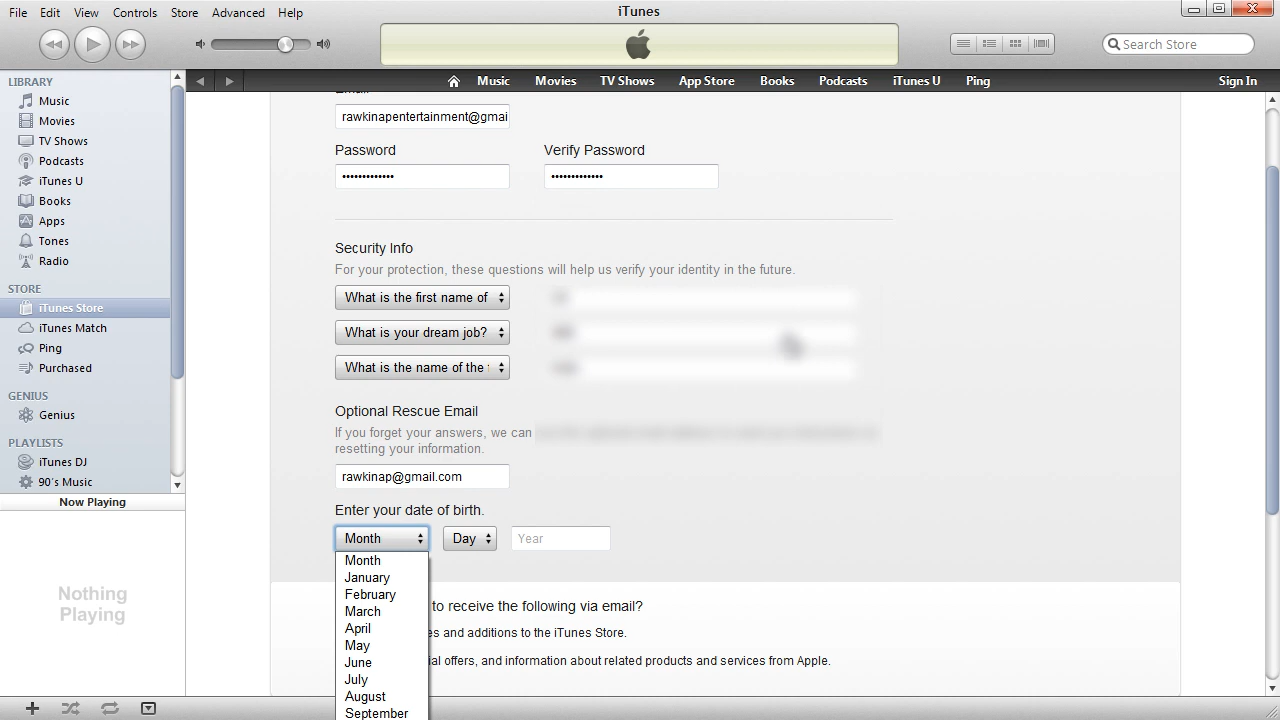 File Edit View Controls Store Advanced Help
iTunes
Search Store
LIBRARY
Music
Movies
TV Shows
Podcasts
iTunes U
Books
Apps
Tones
Radio
STORE
iTunes Store
iTunes Match
Ping
Purchased
GENIUS
Genius
PLAYLISTS
iTunes DJ
90's Music
Now Playing
Nothing
Playing
Music Movies TV Shows App Store Books Podcasts iTunes U Ping Sign In
rawkinapentertainment@gmai
Password Verify Password
••••••••••••• •••••••••••••
Security Info
For your protection, these questions will help us verify your identity in the future.
What is the first name of
What is your dream job?
What is the name of the
Optional Rescue Email
If you forget your answers, we can
resetting your information.
rawkinap@gmail.com
Enter your date of birth.
Month Day Year
Month
January
February
March
April
May
June
July
August
September
to receive the following via email?
es and additions to the iTunes Store.
ial offers, and information about related products and services from Apple.